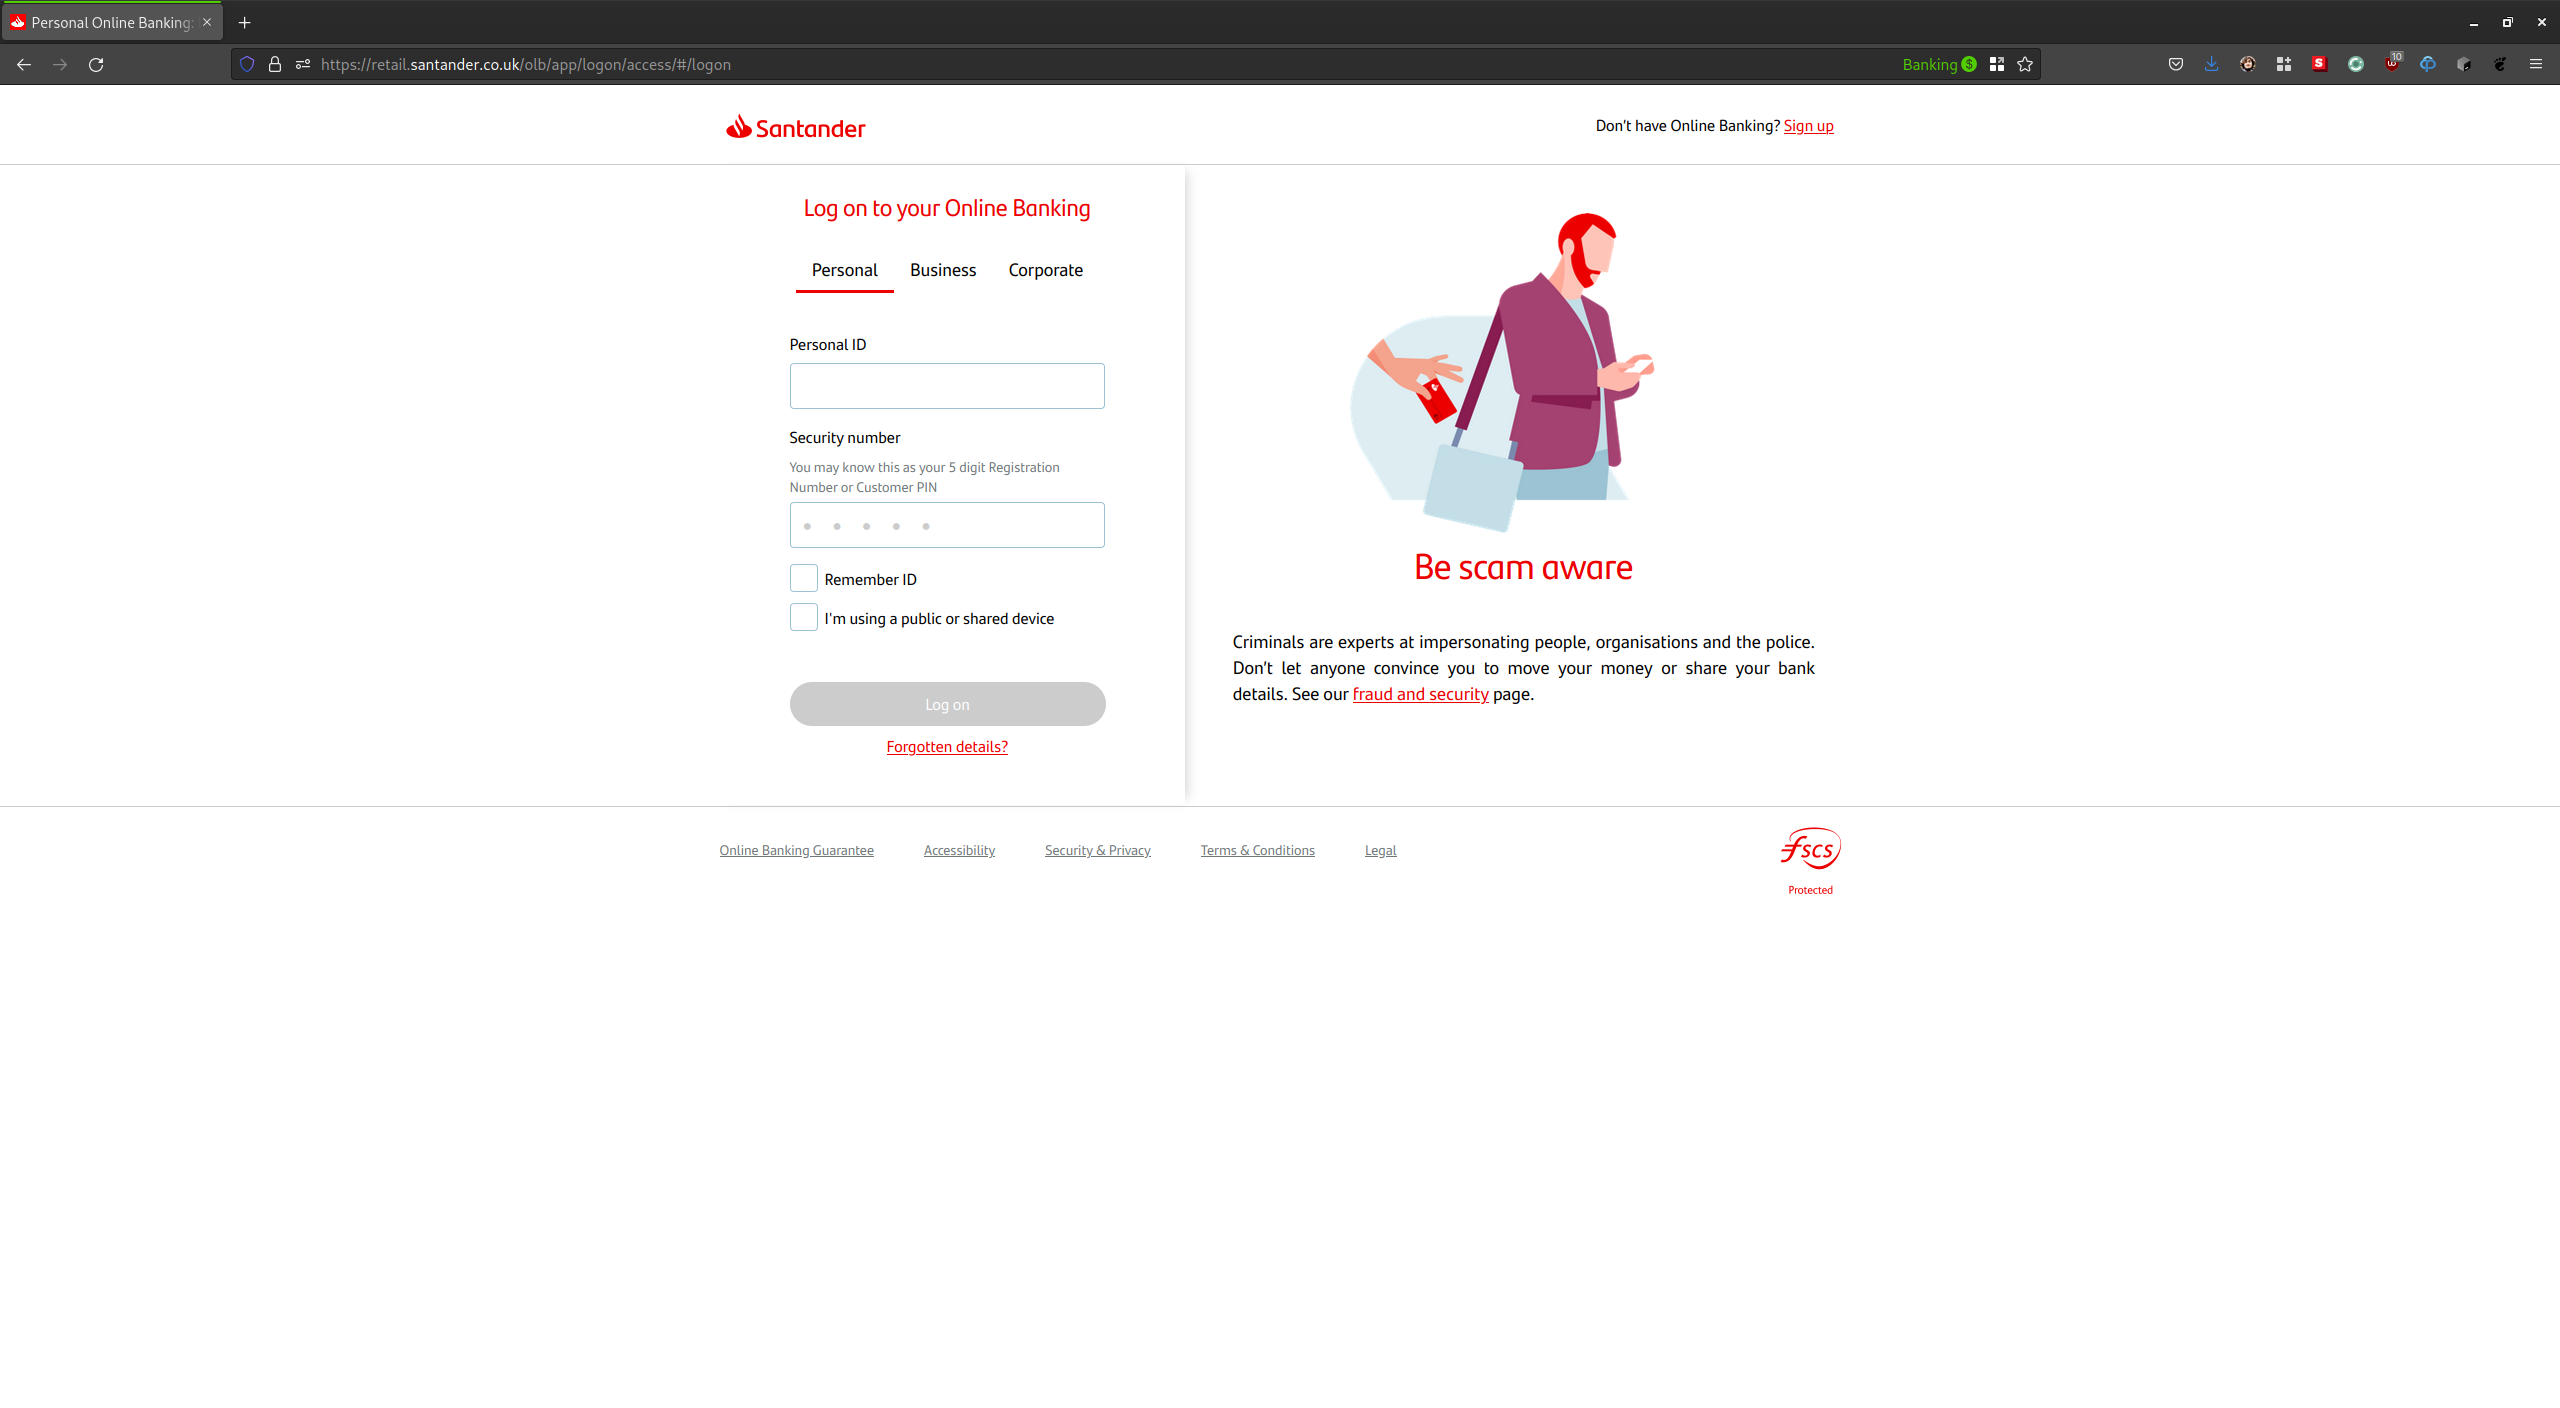 Personal Online Banking:
https://retail.santander.co.uk/olb/app/logon/access/#/logon
Banking
10
Santander
Don't have Online Banking? Sign up
Log on to your Online Banking
Personal Business Corporate
Personal ID
Security number
You may know this as your 5 digit Registration
Number or Customer PIN
Remember ID
I'm using a public or shared device
Log on
Forgotten details?
Be scam aware
Criminals are experts at impersonating people, organisations and the police.
Don't let anyone convince you to move your money or share your bank
details. See our fraud and security page.
Online Banking Guarantee Accessibility Security & Privacy Terms & Conditions Legal
fscs
Protected